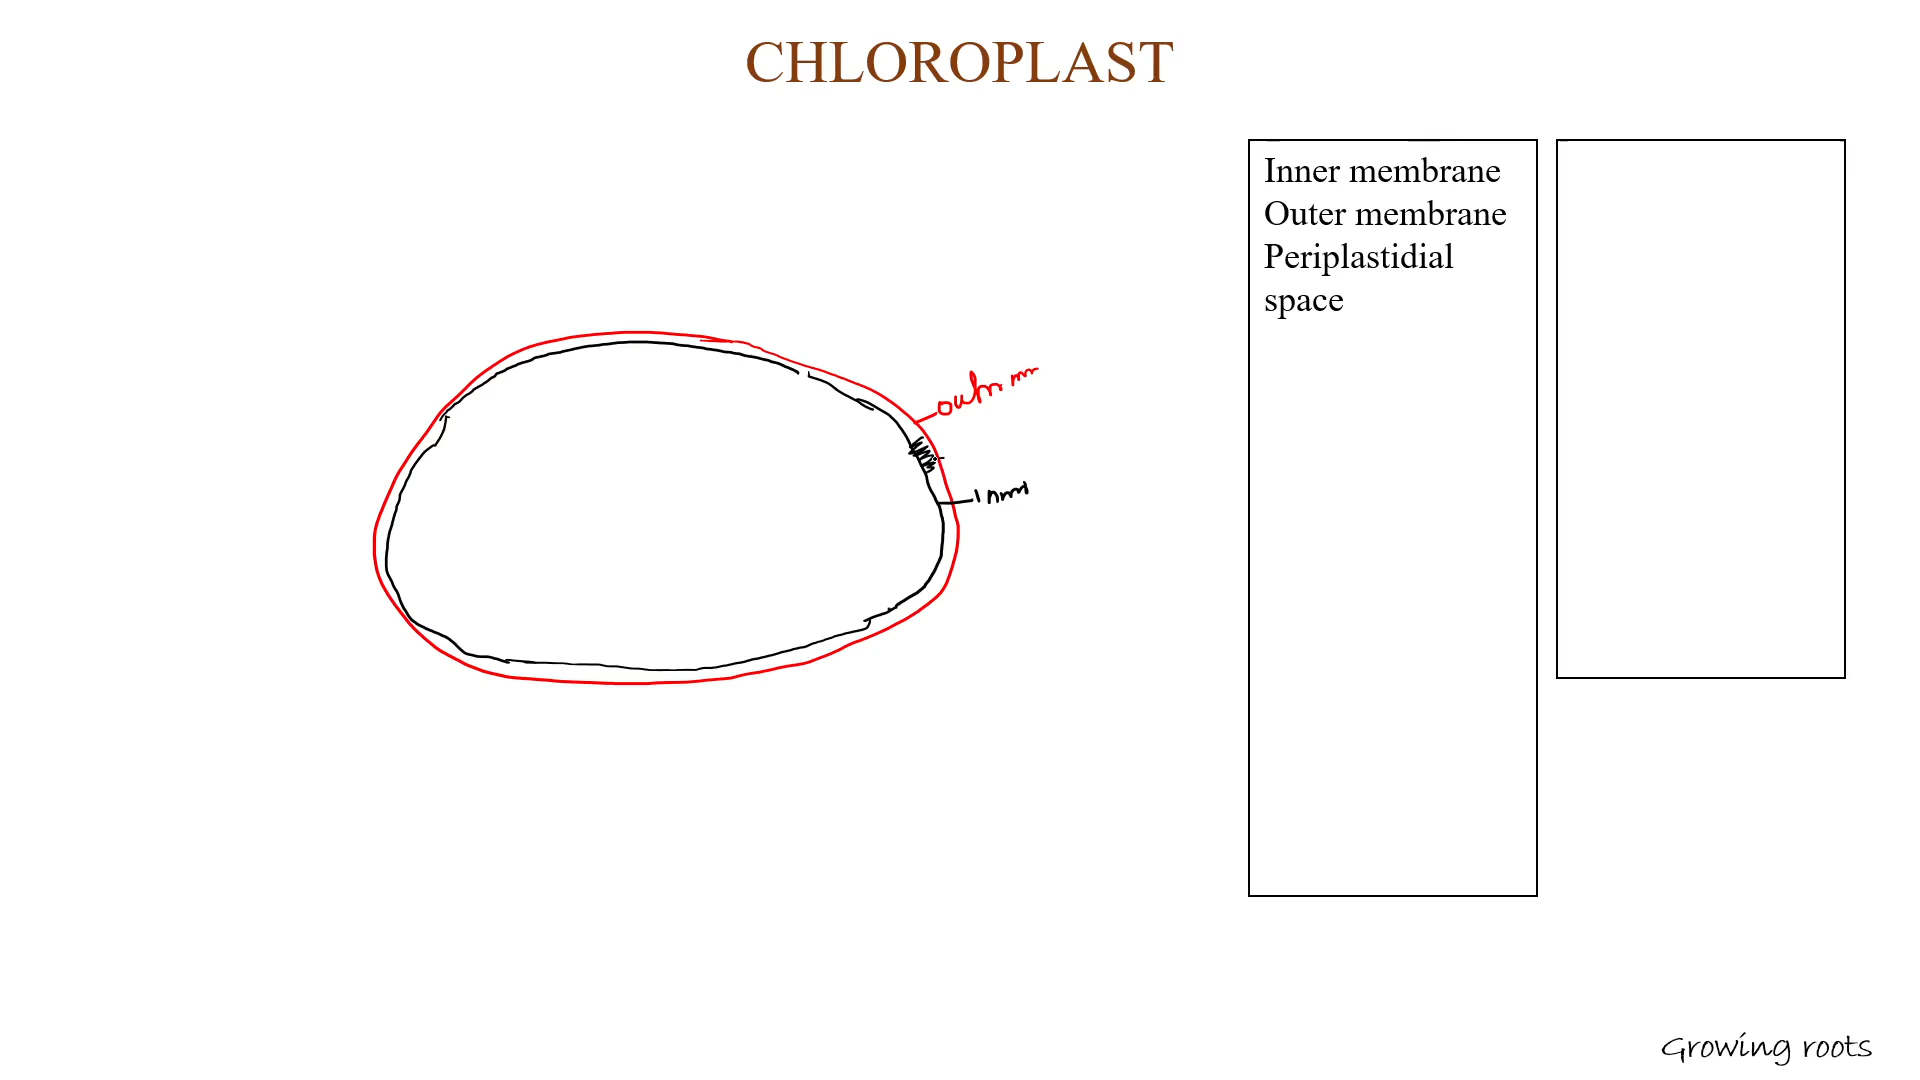 CHLOROPLAST
Inner membrane
Outer membrane
Periplastidial
space
Growing roots